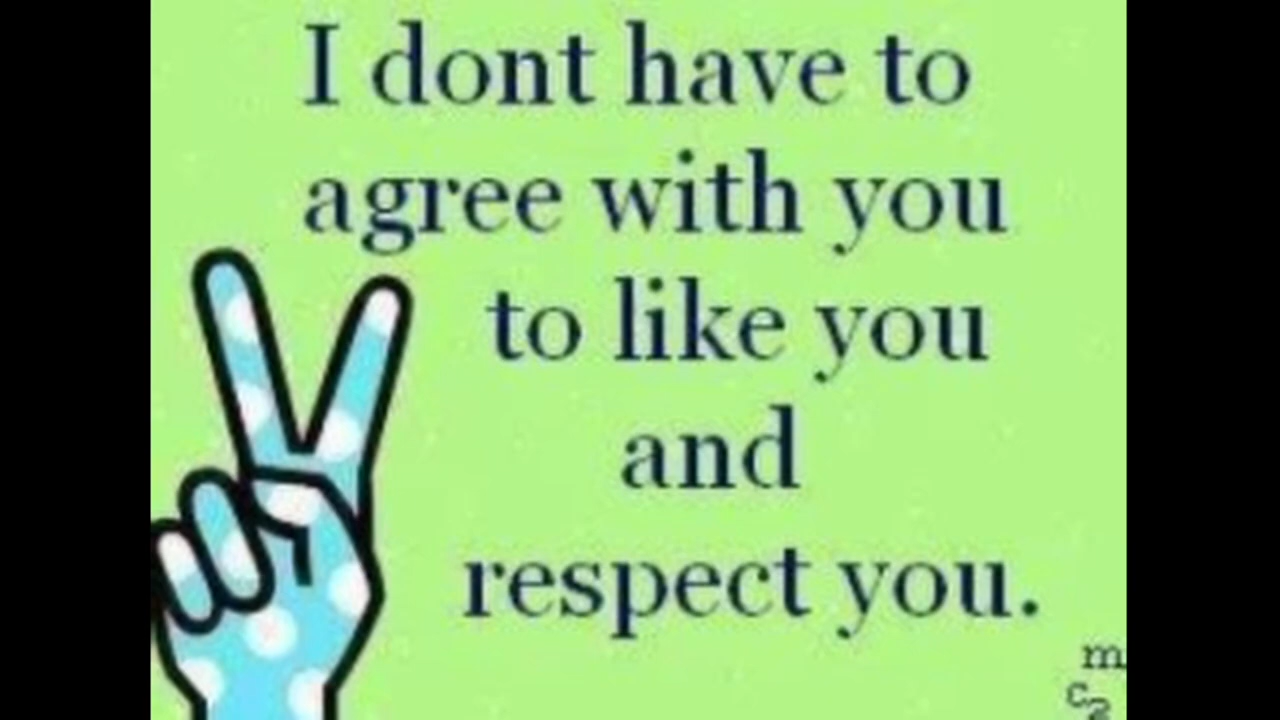 I dont have to
agree with you
to like you
and
respect you.
m